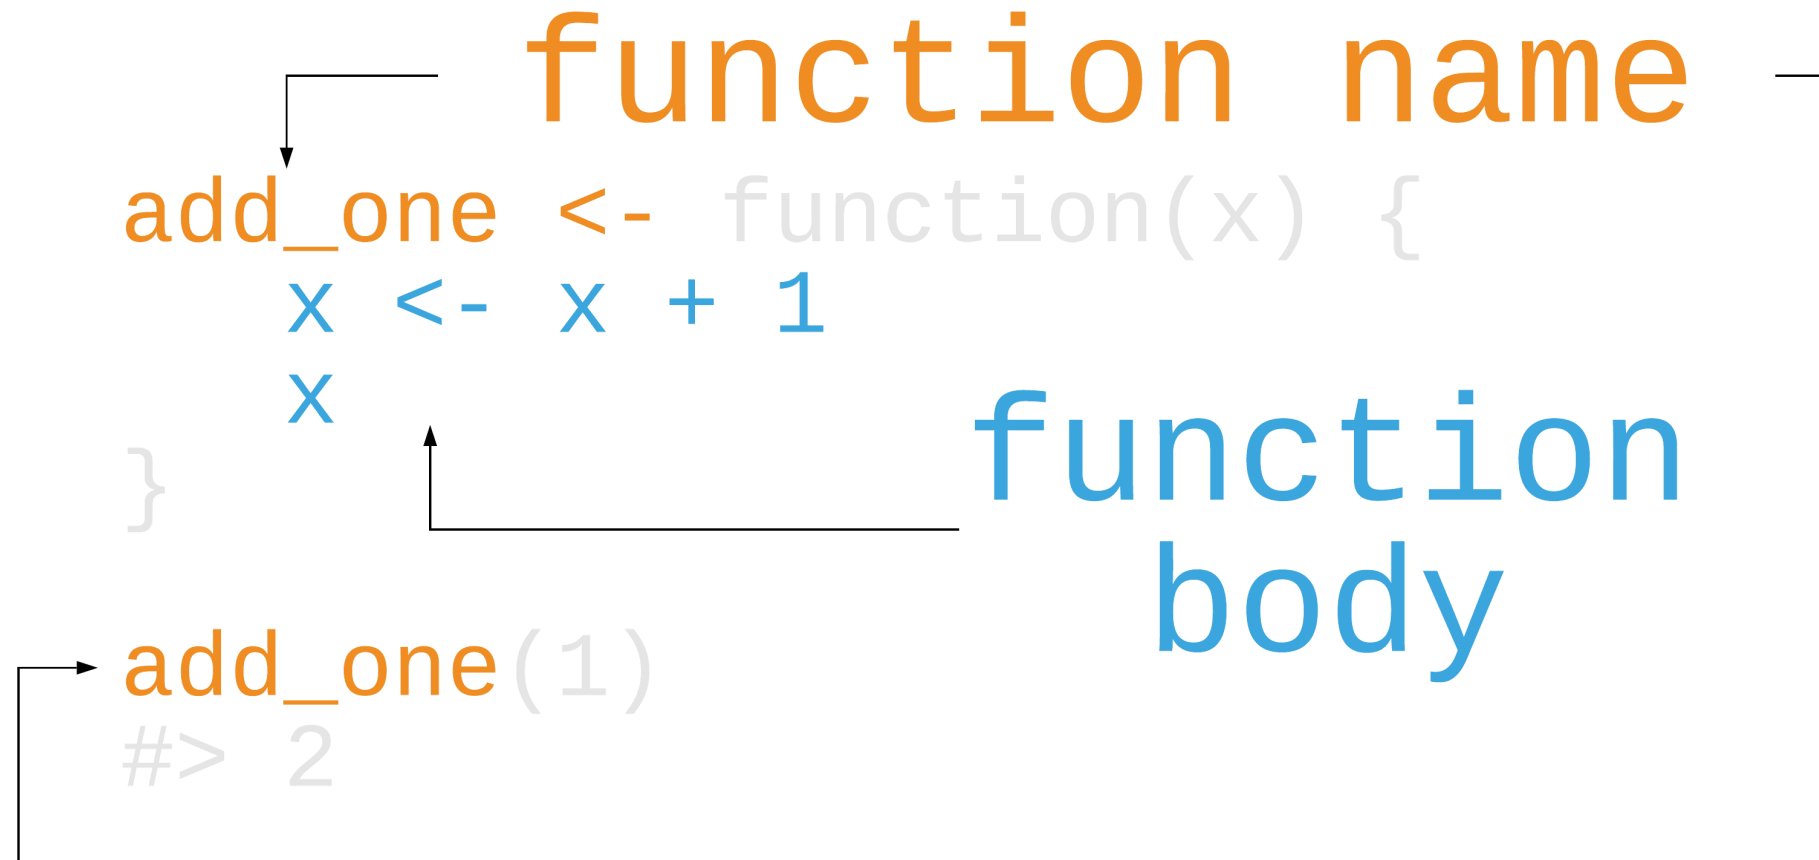 function name
add_one <- function(x) {
x <- x + 1
x
}
function
body
add_one(1)
#> 2